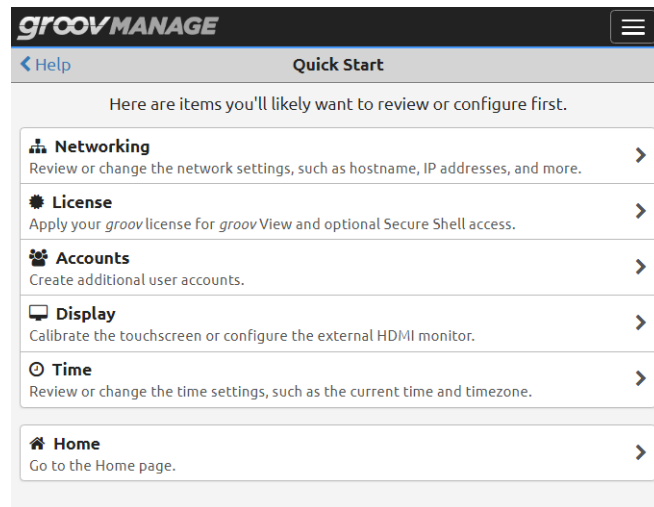 groov MANAGE
Help Quick Start
Here are items you'll likely want to review or configure first.
Networking
Review or change the network settings, such as hostname, IP addresses, and more.
License
Apply your groov license for groov View and optional Secure Shell access.
Accounts
Create additional user accounts.
Display
Calibrate the touchscreen or configure the external HDMI monitor.
Time
Review or change the time settings, such as the current time and timezone.
Home
Go to the Home page.